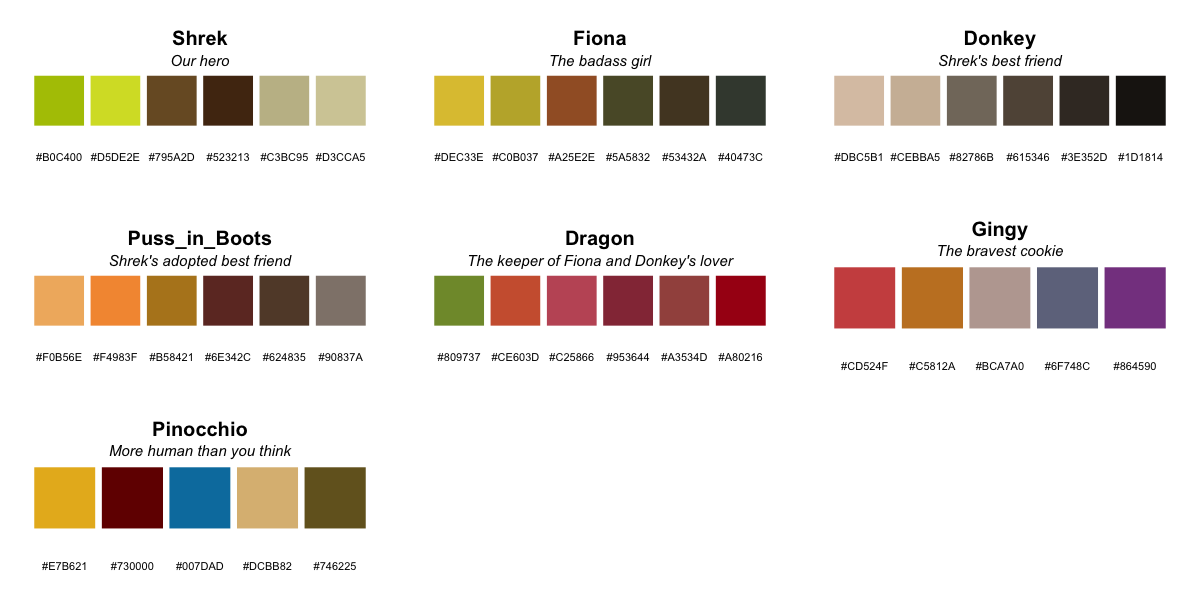 Shrek
Our hero
#B0C400 #D5DE2E #795A2D #523213 #C3BC95 #D3CCA5
Fiona
The badass girl
#DEC33E #C0B037 #A25E2E #5A5832 #53432A #40473C
Donkey
Shrek's best friend
#DBC5B1 #CEBBA5 #82786B #615346 #3E352D #1D1814
Puss_in_Boots
Shrek's adopted best friend
#F0B56E #F4983F #B58421 #6E342C #624835 #90837A
Dragon
The keeper of Fiona and Donkey's lover
#809737 #CE603D #C25866 #953644 #A3534D #A80216
Gingy
The bravest cookie
#CD524F #C5812A #BCA7A0 #6F748C #864590
Pinocchio
More human than you think
#E7B621 #730000 #007DAD #DCBB82 #746225